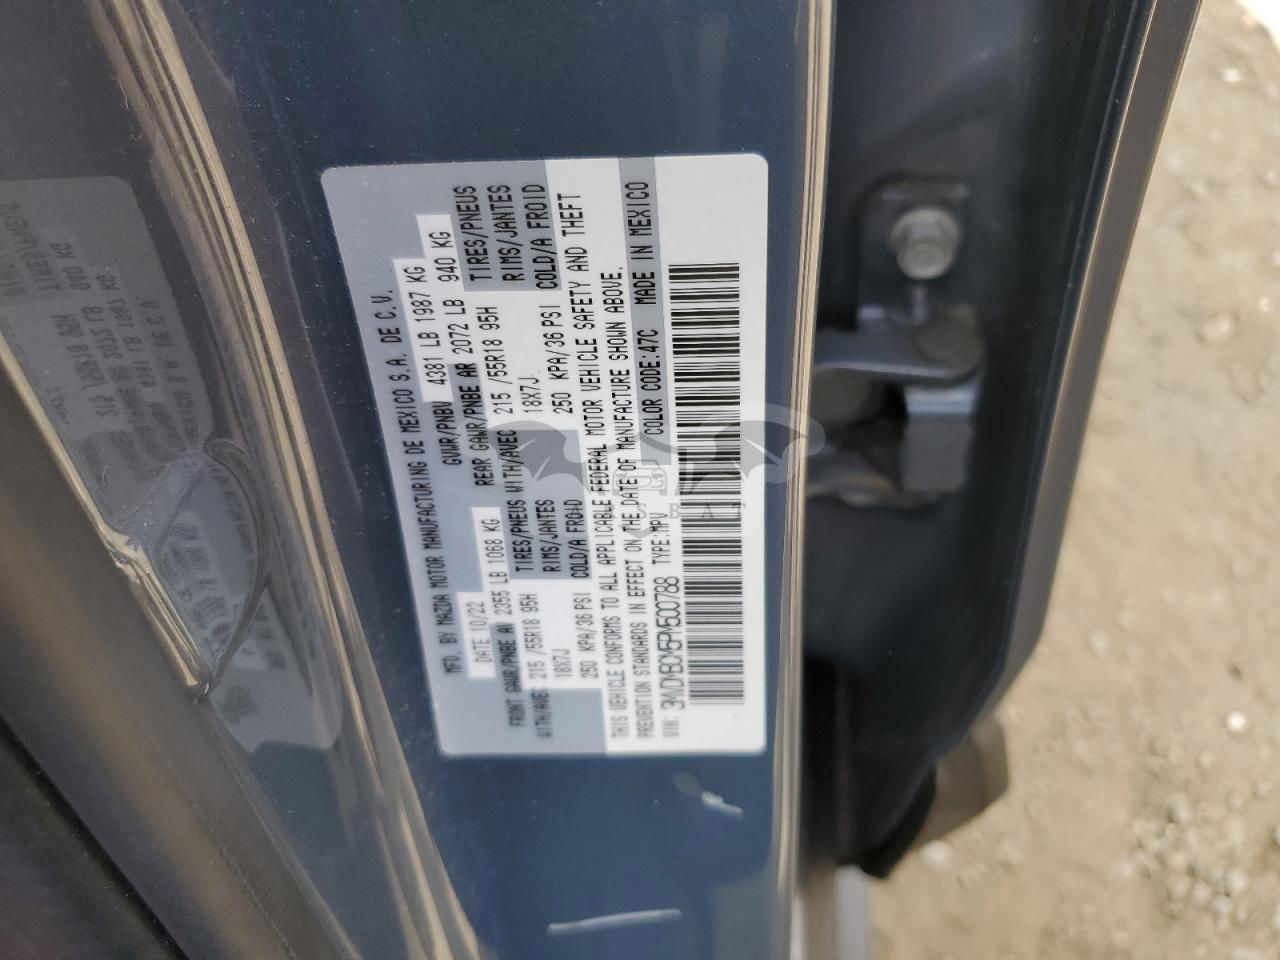 MFD. BY MAZDA MOTOR MANUFACTURING DE MEXICO S.A. DE C.V.
DATE 10/22 GVWR/PNBV 4381 LB 1987 KG
FRONT GAWR/PNBE AV 2355 LB 1068 KG REAR GAWR/PNBE AR 2072 LB 940 KG
WITH/AVEC 215 /55R18 95H TIRES/PNEUS WITH/AVEC 215 /55R18 95H TIRES/PNEUS
18X7J RIMS/JANTES 18X7J RIMS/JANTES
250 KPA/36 PSI COLD/A FROID 250 KPA/36 PSI COLD/A FROID
THIS VEHICLE CONFORMS TO ALL APPLICABLE FEDERAL MOTOR VEHICLE SAFETY AND THEFT
PREVENTION STANDARDS IN EFFECT ON THE DATE OF MANUFACTURE SHOWN ABOVE.
VIN: 3MVDMBCM5PM500788 TYPE:MPV COLOR CODE:47C MADE IN MEXICO